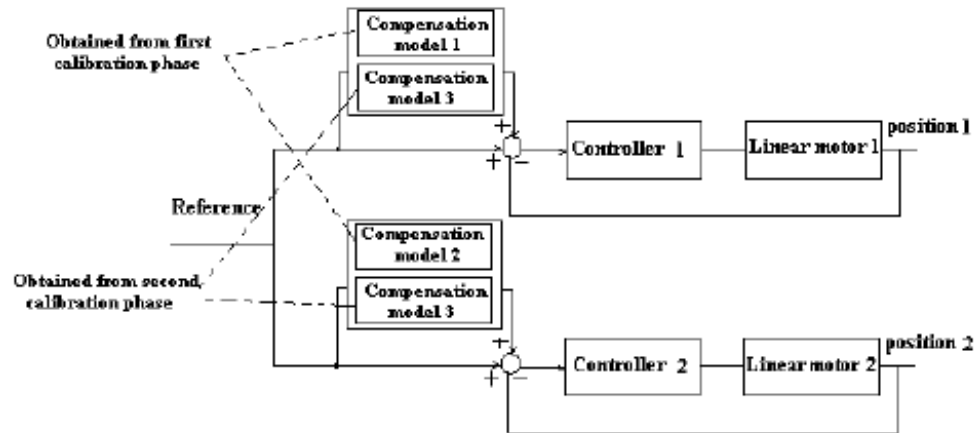 Obtained from first
calibration phase
Compensation
model 1
Compensation
model 3
+
+
−
Controller 1
Linear motor 1
position 1
Reference
Obtained from second
calibration phase
Compensation
model 2
Compensation
model 3
+
+
−
Controller 2
Linear motor 2
position 2